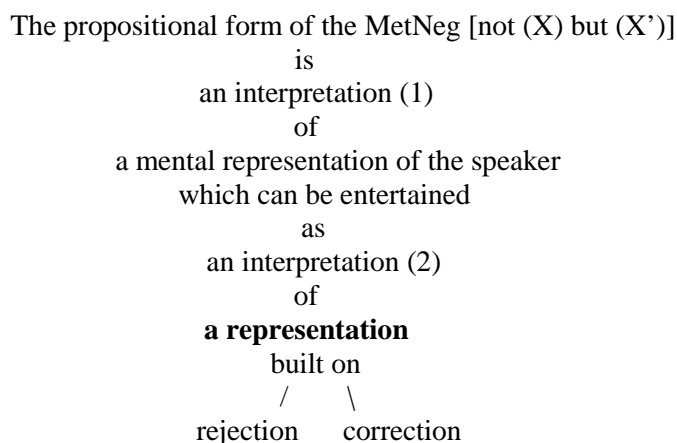 The propositional form of the MetNeg [not (X) but (X’)]
is
an interpretation (1)
of
a mental representation of the speaker
which can be entertained
as
an interpretation (2)
of
a representation
built on
/ \
rejection correction